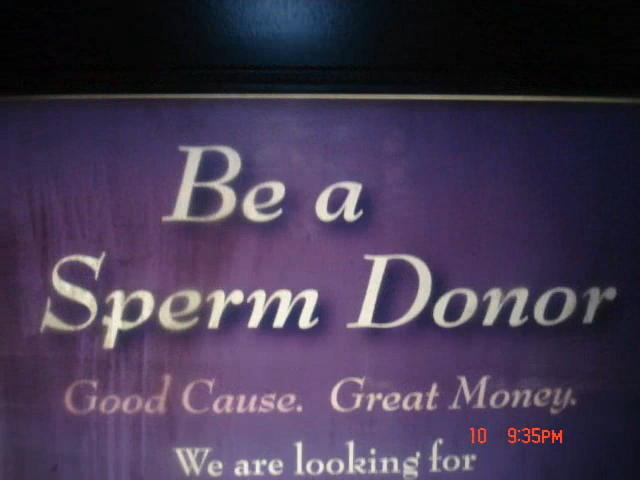 Be a
Sperm Donor
Good Cause. Great Money.
We are looking for
10 9:35PM